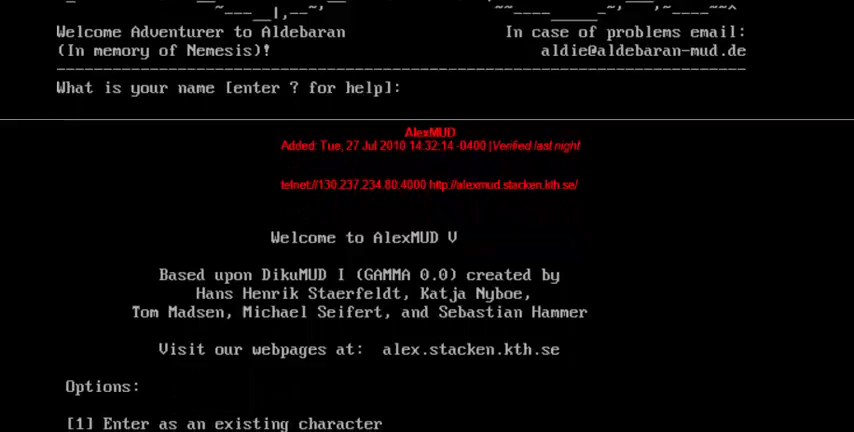 Welcome Adventurer to Aldebaran In case of problems email:
(In memory of Nemesis)! aldie@aldebaran-mud.de
What is your name [enter ? for help]:
AlexMUD
Added: Tue, 27 Jul 2010 14:32:14 -0400 | Verified last night
telnet://130.237.234.80:4000 http://alexmud.stacken.kth.se/
Welcome to AlexMUD V
Based upon DikuMUD I (GAMMA 0.0) created by
Hans Henrik Staerfeldt, Katja Nyboe,
Tom Madsen, Michael Seifert, and Sebastian Hammer
Visit our webpages at: alex.stacken.kth.se
Options:
[1] Enter as an existing character